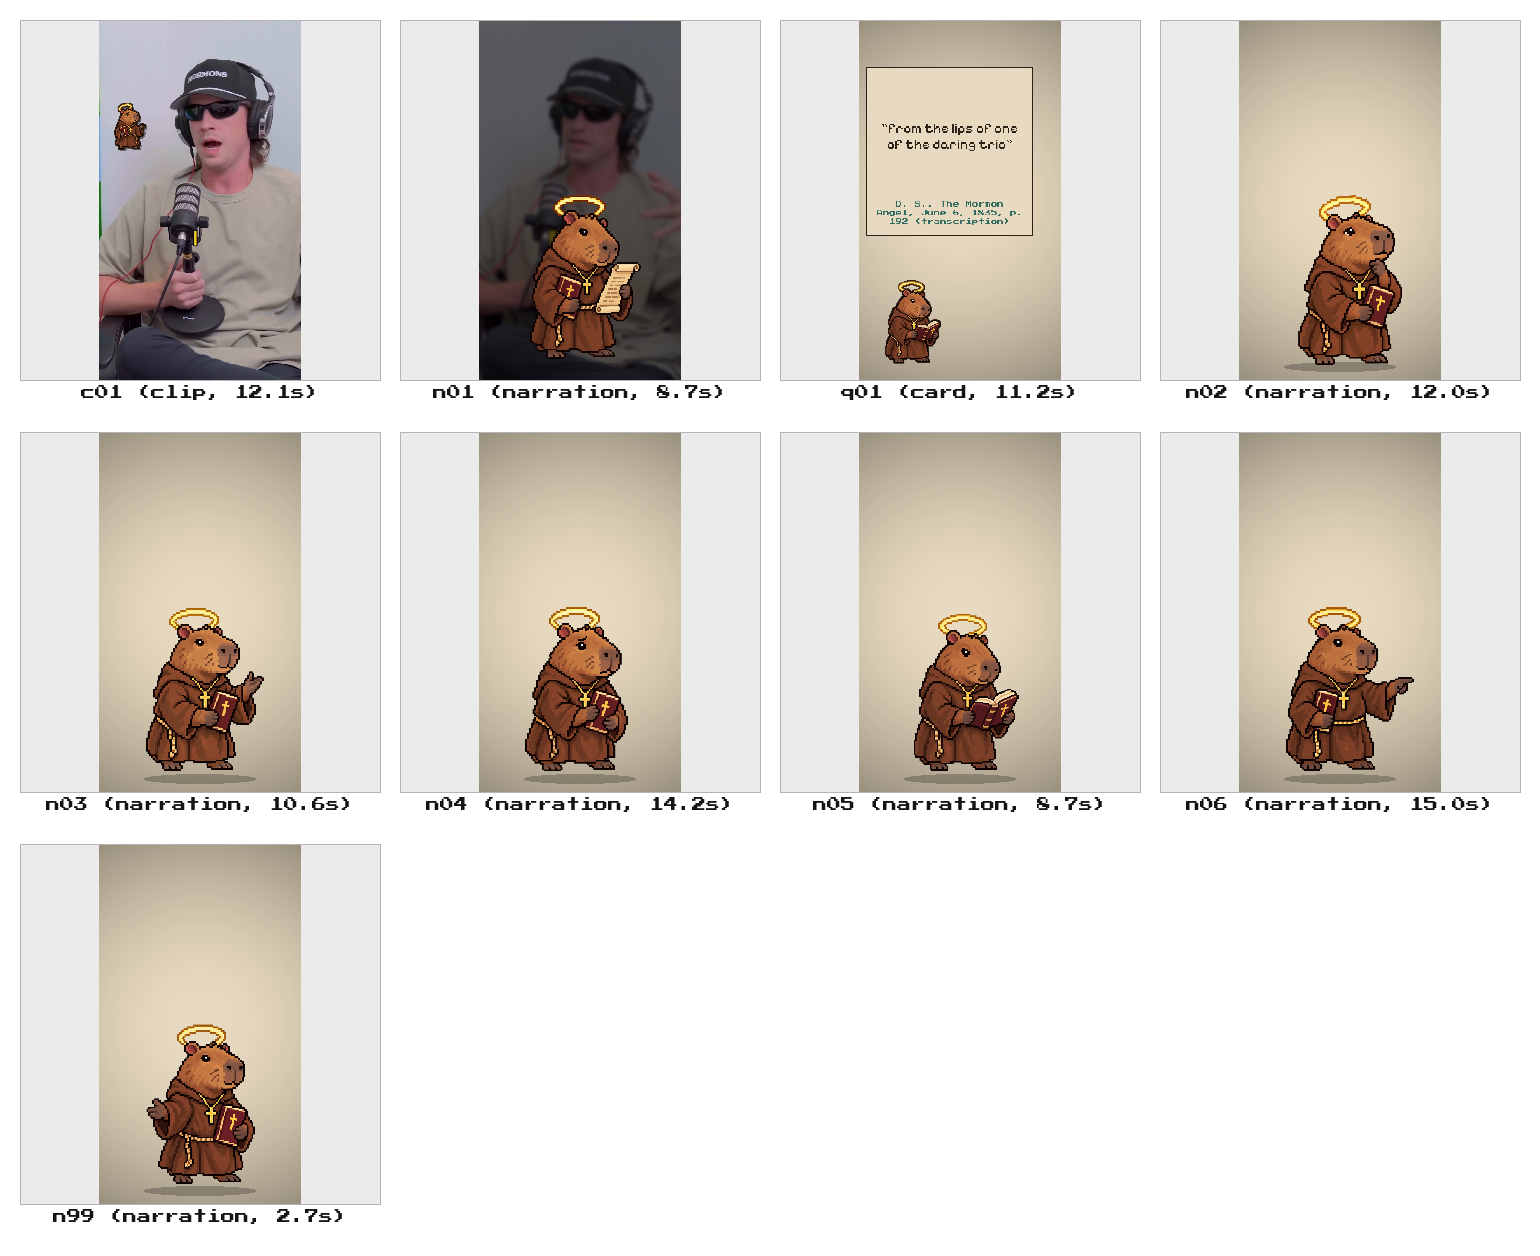 MORMONS
c01 (clip, 12.1s)
n01 (narration, 8.7s)
"from the lips of one
of the daring trio"
D. S., The Mormon
Angel, June 6, 1835, p.
192 (transcription)
q01 (card, 11.2s)
n02 (narration, 12.0s)
n03 (narration, 10.6s)
n04 (narration, 14.2s)
n05 (narration, 8.7s)
n06 (narration, 15.0s)
n99 (narration, 2.7s)